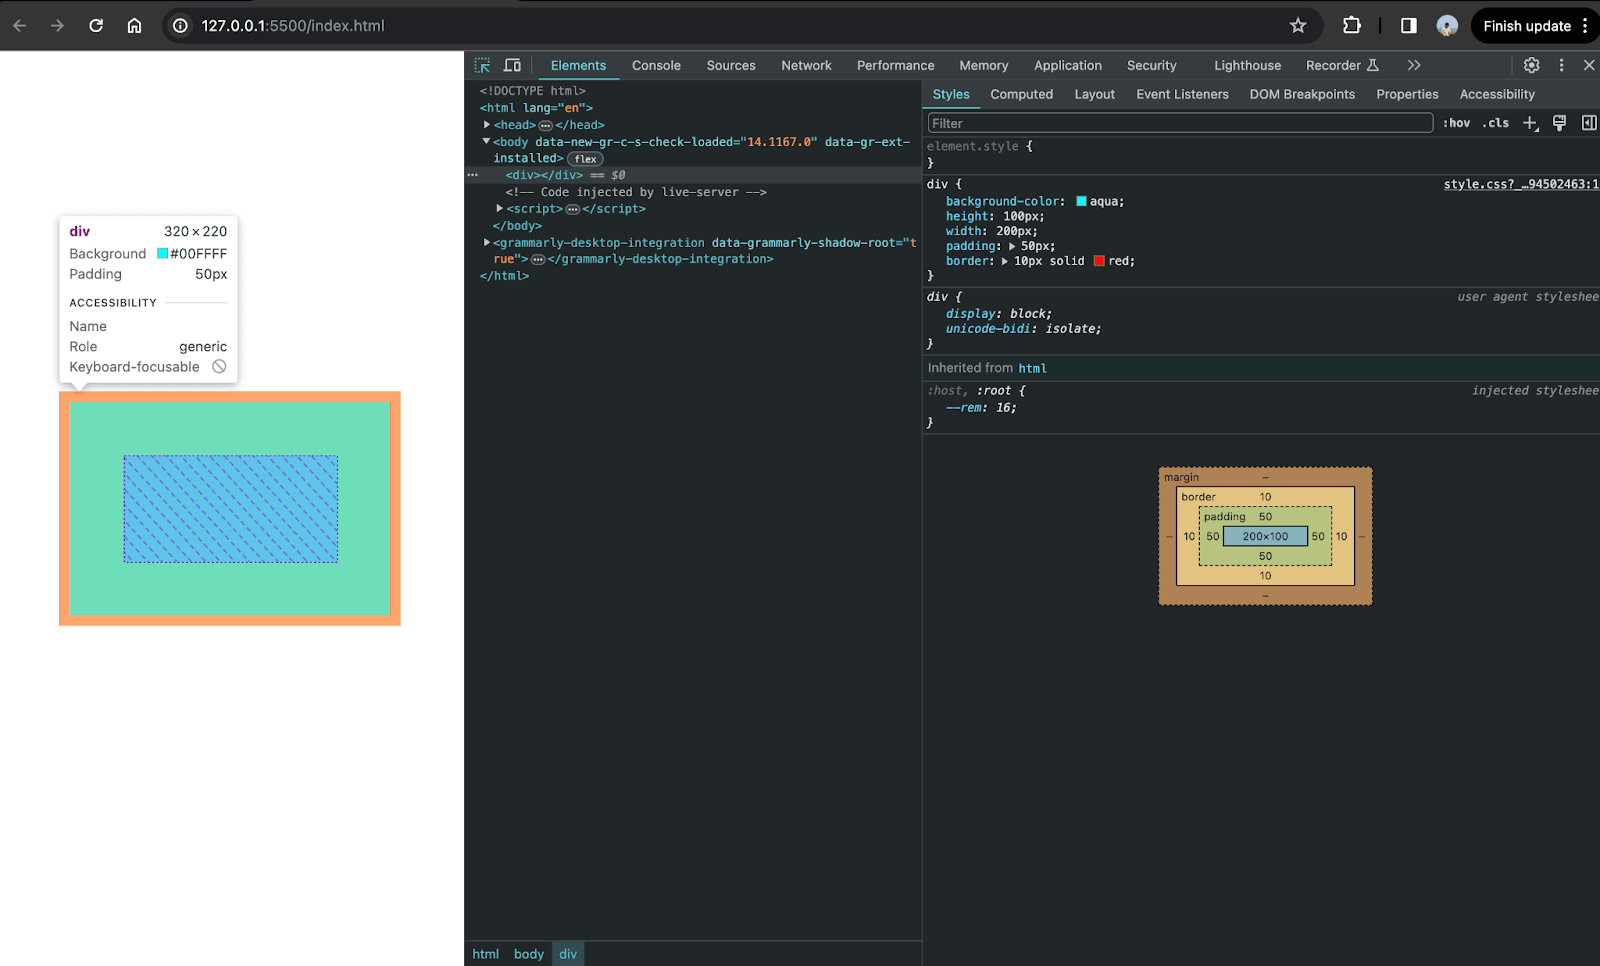 127.0.0.1:5500/index.html
Finish update
Elements Console Sources Network Performance Memory Application Security Lighthouse Recorder
<!DOCTYPE html>
<html lang="en">
<head>…</head>
<body data-new-gr-c-s-check-loaded="14.1167.0" data-gr-ext-
installed> flex
… <div></div> == $0
<!-- Code injected by live-server -->
<script>…</script>
</body>
<grammarly-desktop-integration data-grammarly-shadow-root="t
rue">…</grammarly-desktop-integration>
</html>
html body div
Styles Computed Layout Event Listeners DOM Breakpoints Properties Accessibility
Filter
:hov .cls
element.style {
}
div { style.css?_…94502463:1
background-color: aqua;
height: 100px;
width: 200px;
padding: 50px;
border: 10px solid red;
}
div { user agent styleshee
display: block;
unicode-bidi: isolate;
}
Inherited from html
:host, :root { injected styleshee
--rem: 16;
}
margin –
border 10
padding 50
– 10 50 200×100 50 10 –
50
10
–
div 320 × 220
Background #00FFFF
Padding 50px
ACCESSIBILITY
Name
Role generic
Keyboard-focusable